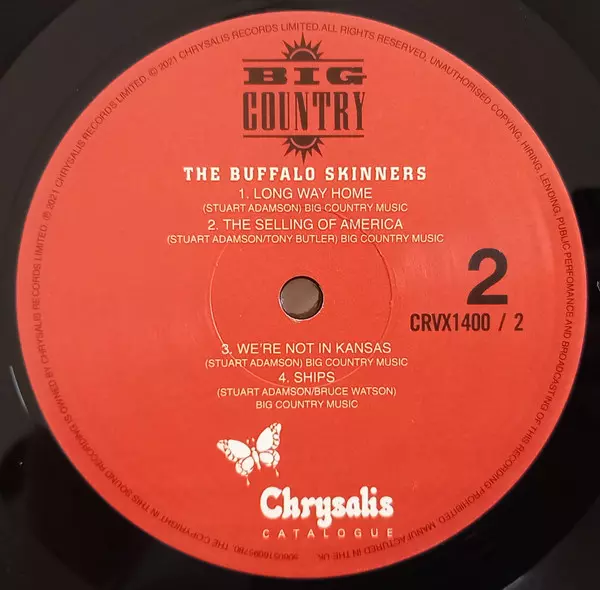 BIG
COUNTRY
THE BUFFALO SKINNERS
1. LONG WAY HOME
(STUART ADAMSON) BIG COUNTRY MUSIC
2. THE SELLING OF AMERICA
(STUART ADAMSON/TONY BUTLER) BIG COUNTRY MUSIC
2
CRVX1400 / 2
3. WE'RE NOT IN KANSAS
(STUART ADAMSON) BIG COUNTRY MUSIC
4. SHIPS
(STUART ADAMSON/BRUCE WATSON)
BIG COUNTRY MUSIC
Chrysalis
CATALOGUE
THE COPYRIGHT IN THIS SOUND RECORDING IS OWNED BY CHRYSALIS RECORDS LIMITED. ℗ 2021 CHRYSALIS RECORDS LIMITED. © 2021 CHRYSALIS RECORDS LIMITED. ALL RIGHTS RESERVED. UNAUTHORISED COPYING, HIRING, LENDING, PUBLIC PERFOMANCE AND BROADCASTING OF THIS RECORDING PROHIBITED. MANUFACTURED IN THE UK.